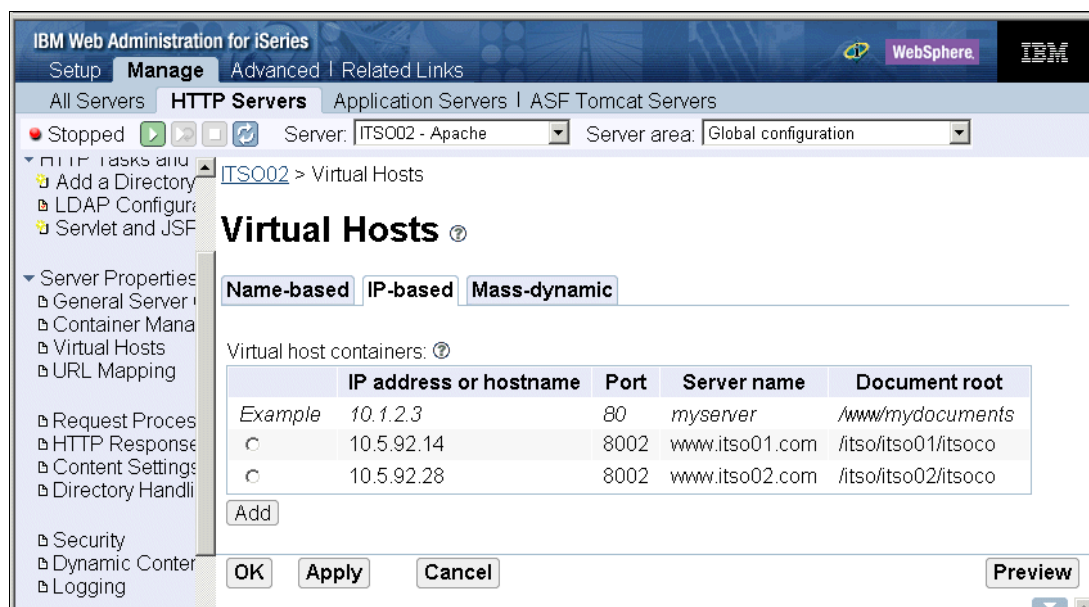 IBM Web Administration for iSeries
WebSphere.
IBM
Setup Manage Advanced | Related Links
All Servers HTTP Servers Application Servers | ASF Tomcat Servers
Stopped Server: ITSO02 - Apache Server area: Global configuration
HTTP Tasks and
Add a Directory
LDAP Configura
Servlet and JSF
Server Properties
General Server
Container Mana
Virtual Hosts
URL Mapping
Request Proces
HTTP Response
Content Settings
Directory Handli
Security
Dynamic Conter
Logging
ITSO02 > Virtual Hosts
Virtual Hosts
Name-based IP-based Mass-dynamic
Virtual host containers:
IP address or hostname Port Server name Document root
Example 10.1.2.3 80 myserver /www/mydocuments
10.5.92.14 8002 www.itso01.com /itso/itso01/itsoco
10.5.92.28 8002 www.itso02.com /itso/itso02/itsoco
Add
OK Apply Cancel Preview